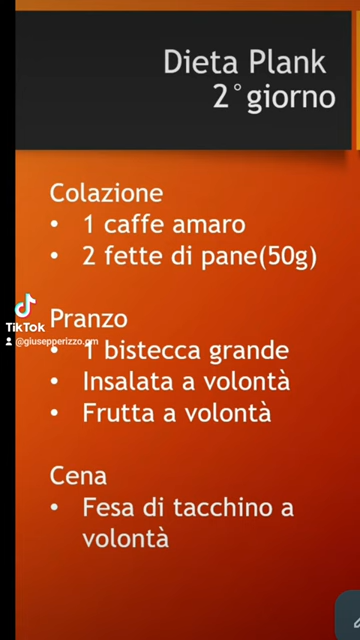 Dieta Plank
2°giorno
Colazione
• 1 caffe amaro
• 2 fette di pane(50g)
TikTok
@giusepperizzo.gm
Pranzo
• 1 bistecca grande
• Insalata a volontà
• Frutta a volontà
Cena
• Fesa di tacchino a
volontà